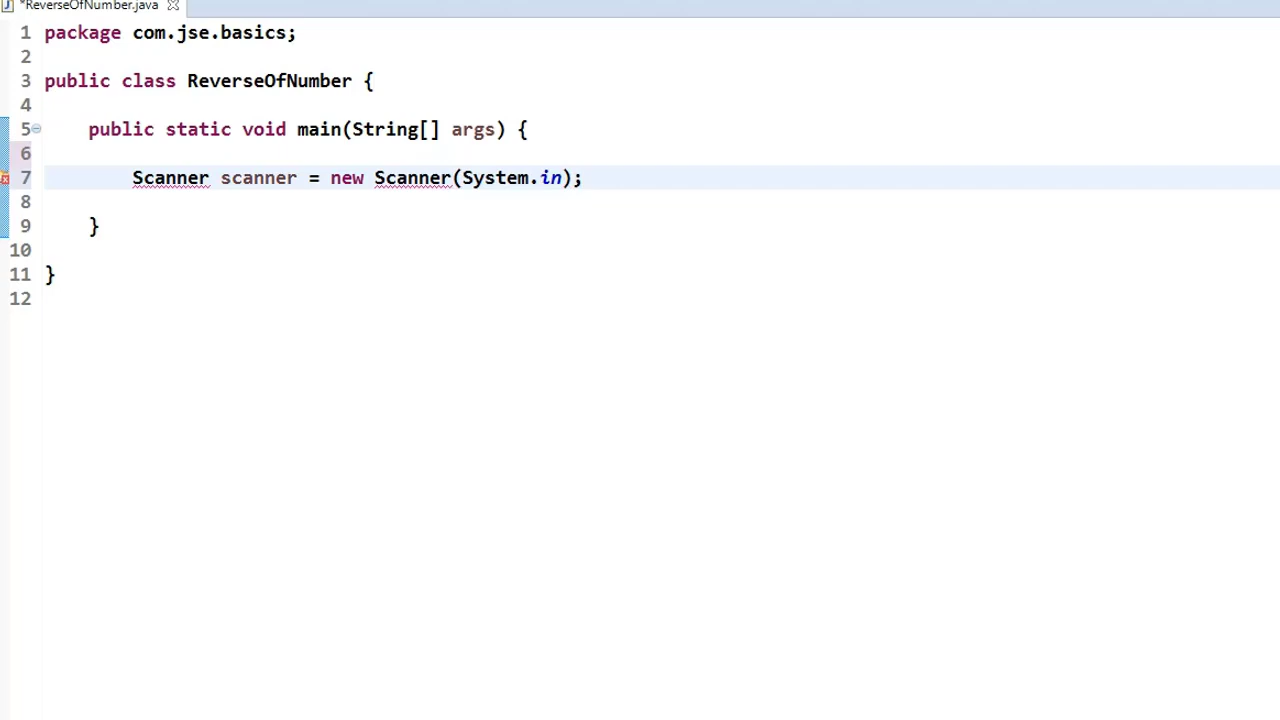 *ReverseOfNumber.java
1 package com.jse.basics;
2
3 public class ReverseOfNumber {
4
5 public static void main(String[] args) {
6
7 Scanner scanner = new Scanner(System.in);
8
9 }
10
11 }
12